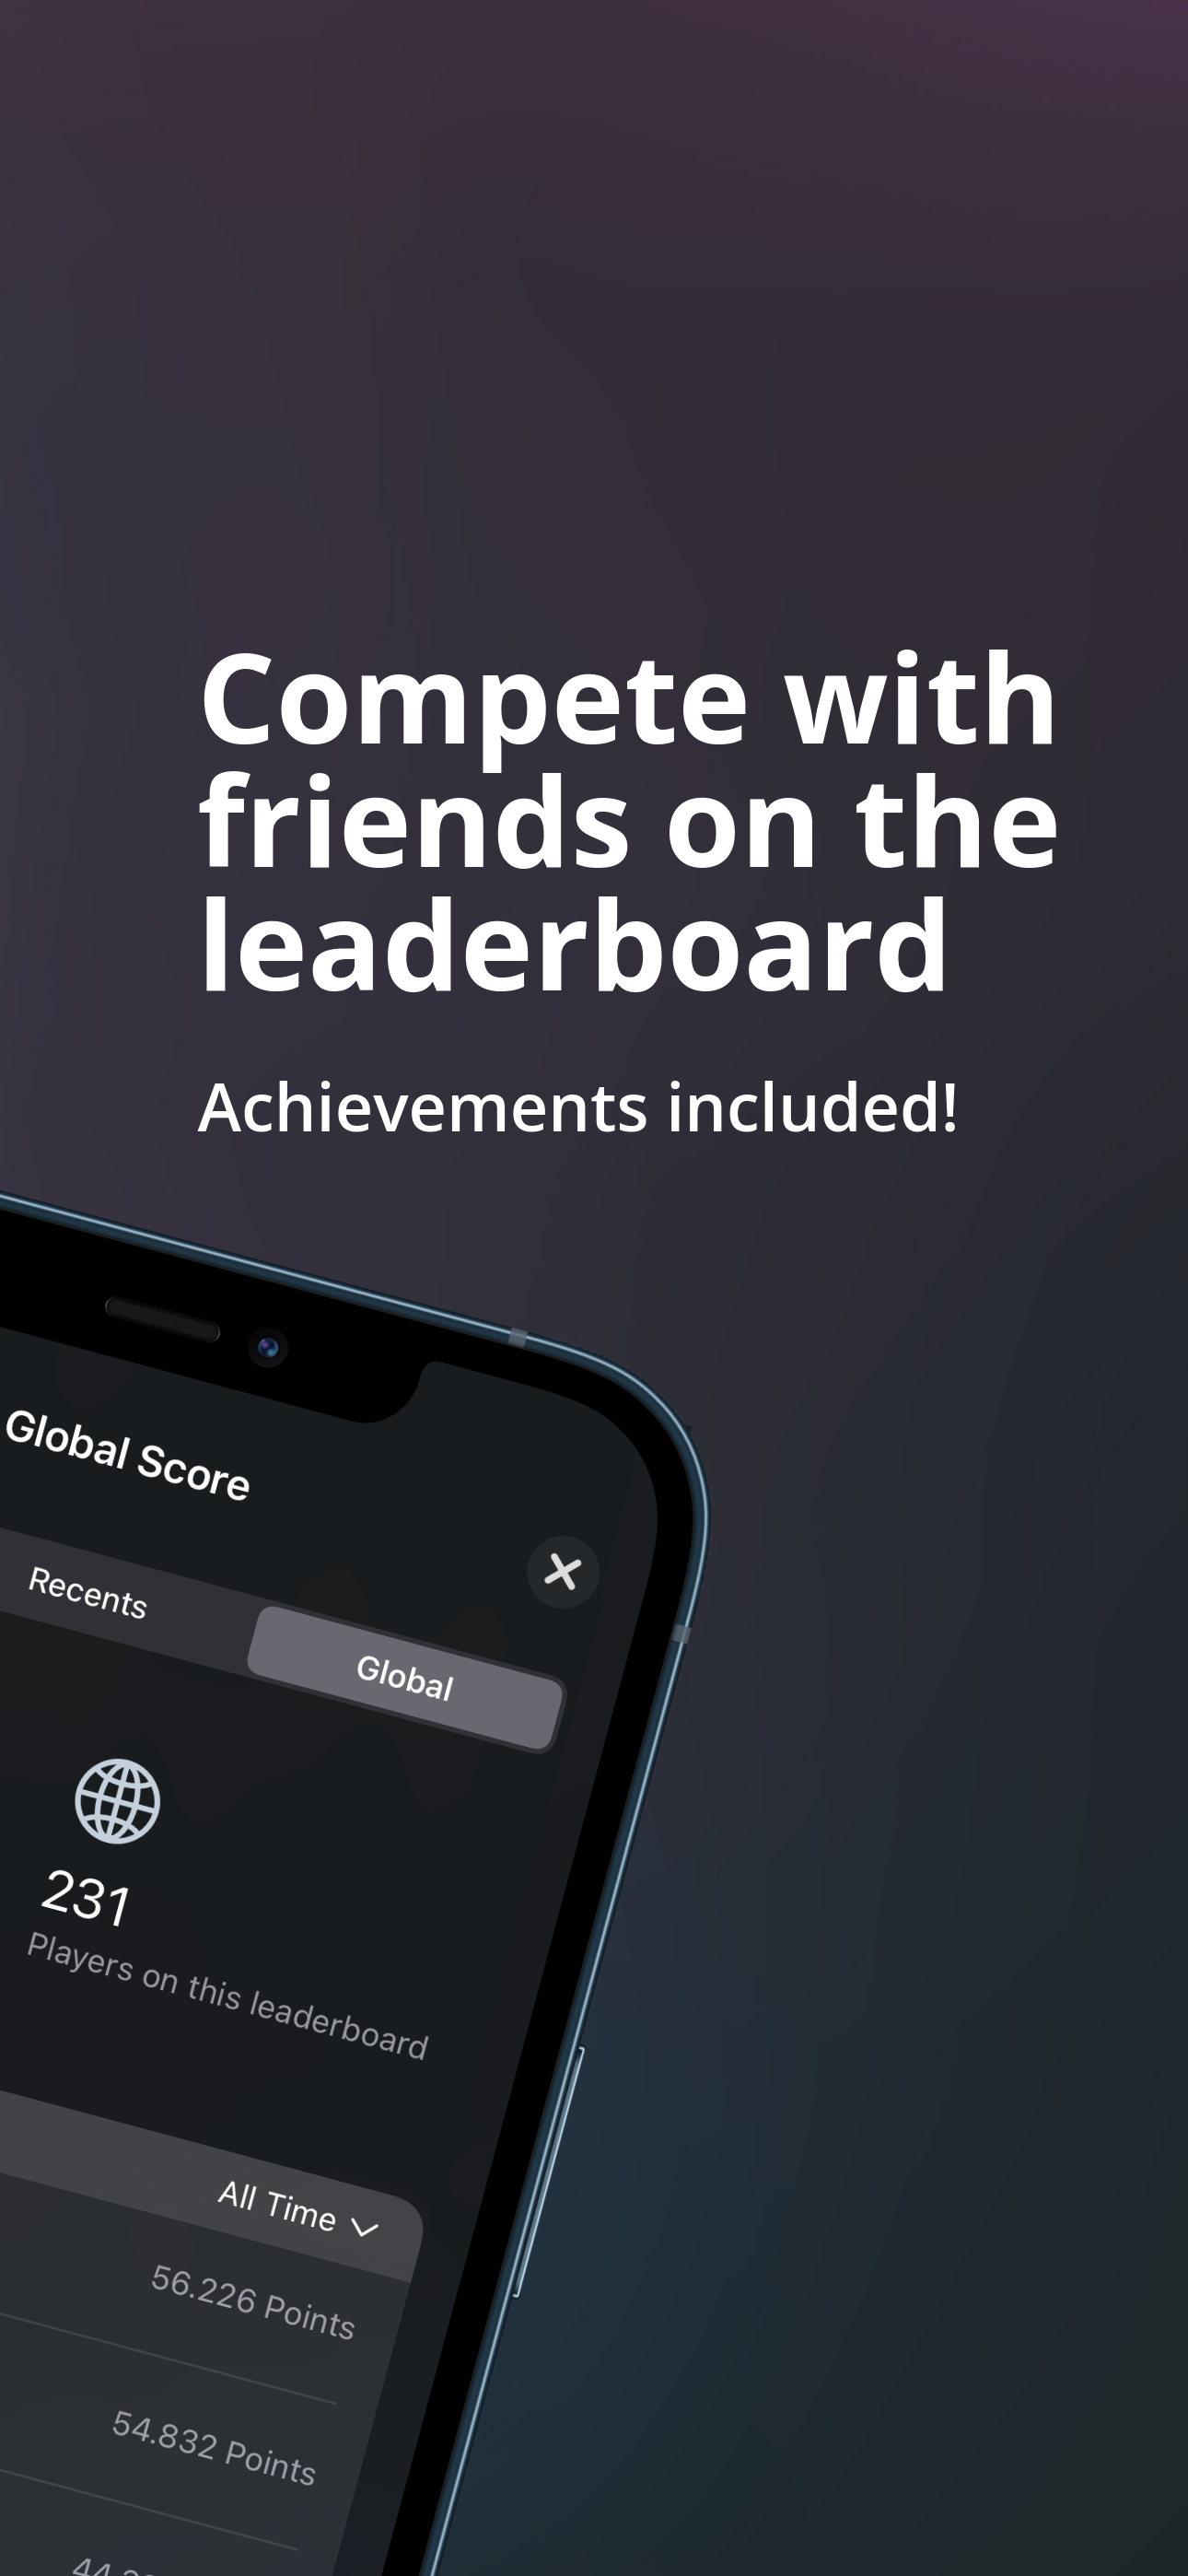 Compete with
friends on the
leaderboard
Achievements included!
Global Score
Recents
Global
231
Players on this leaderboard
All Time
56.226 Points
54.832 Points